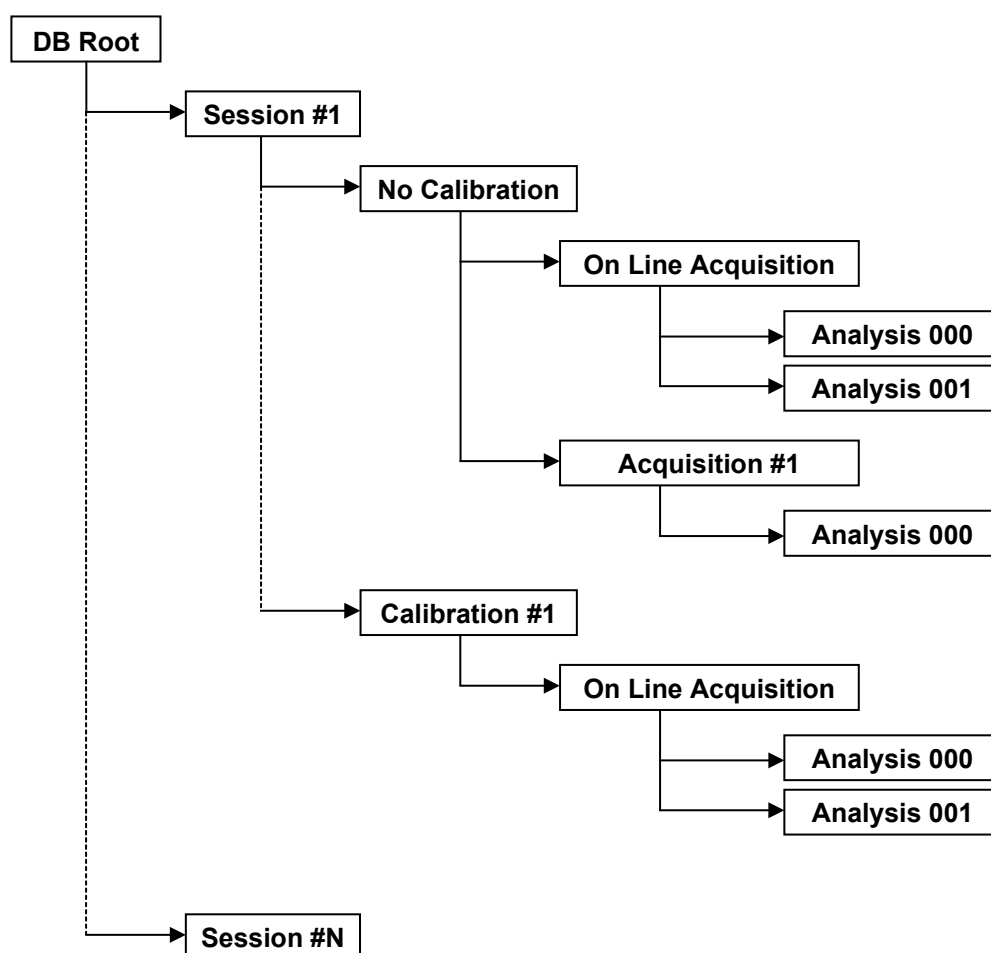 DB Root
Session #1
No Calibration
On Line Acquisition
Analysis 000
Analysis 001
Acquisition #1
Analysis 000
Calibration #1
On Line Acquisition
Analysis 000
Analysis 001
Session #N